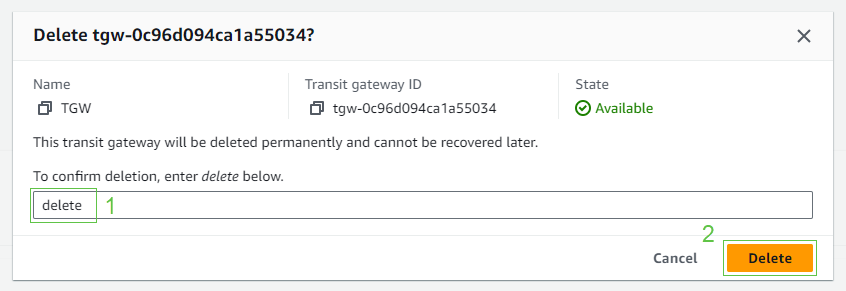 Delete tgw-0c96d094ca1a55034?
Name
Transit gateway ID
State
TGW
tgw-0c96d094ca1a55034
Available
This transit gateway will be deleted permanently and cannot be recovered later.
To confirm deletion, enter delete below.
delete 1
2
Cancel Delete